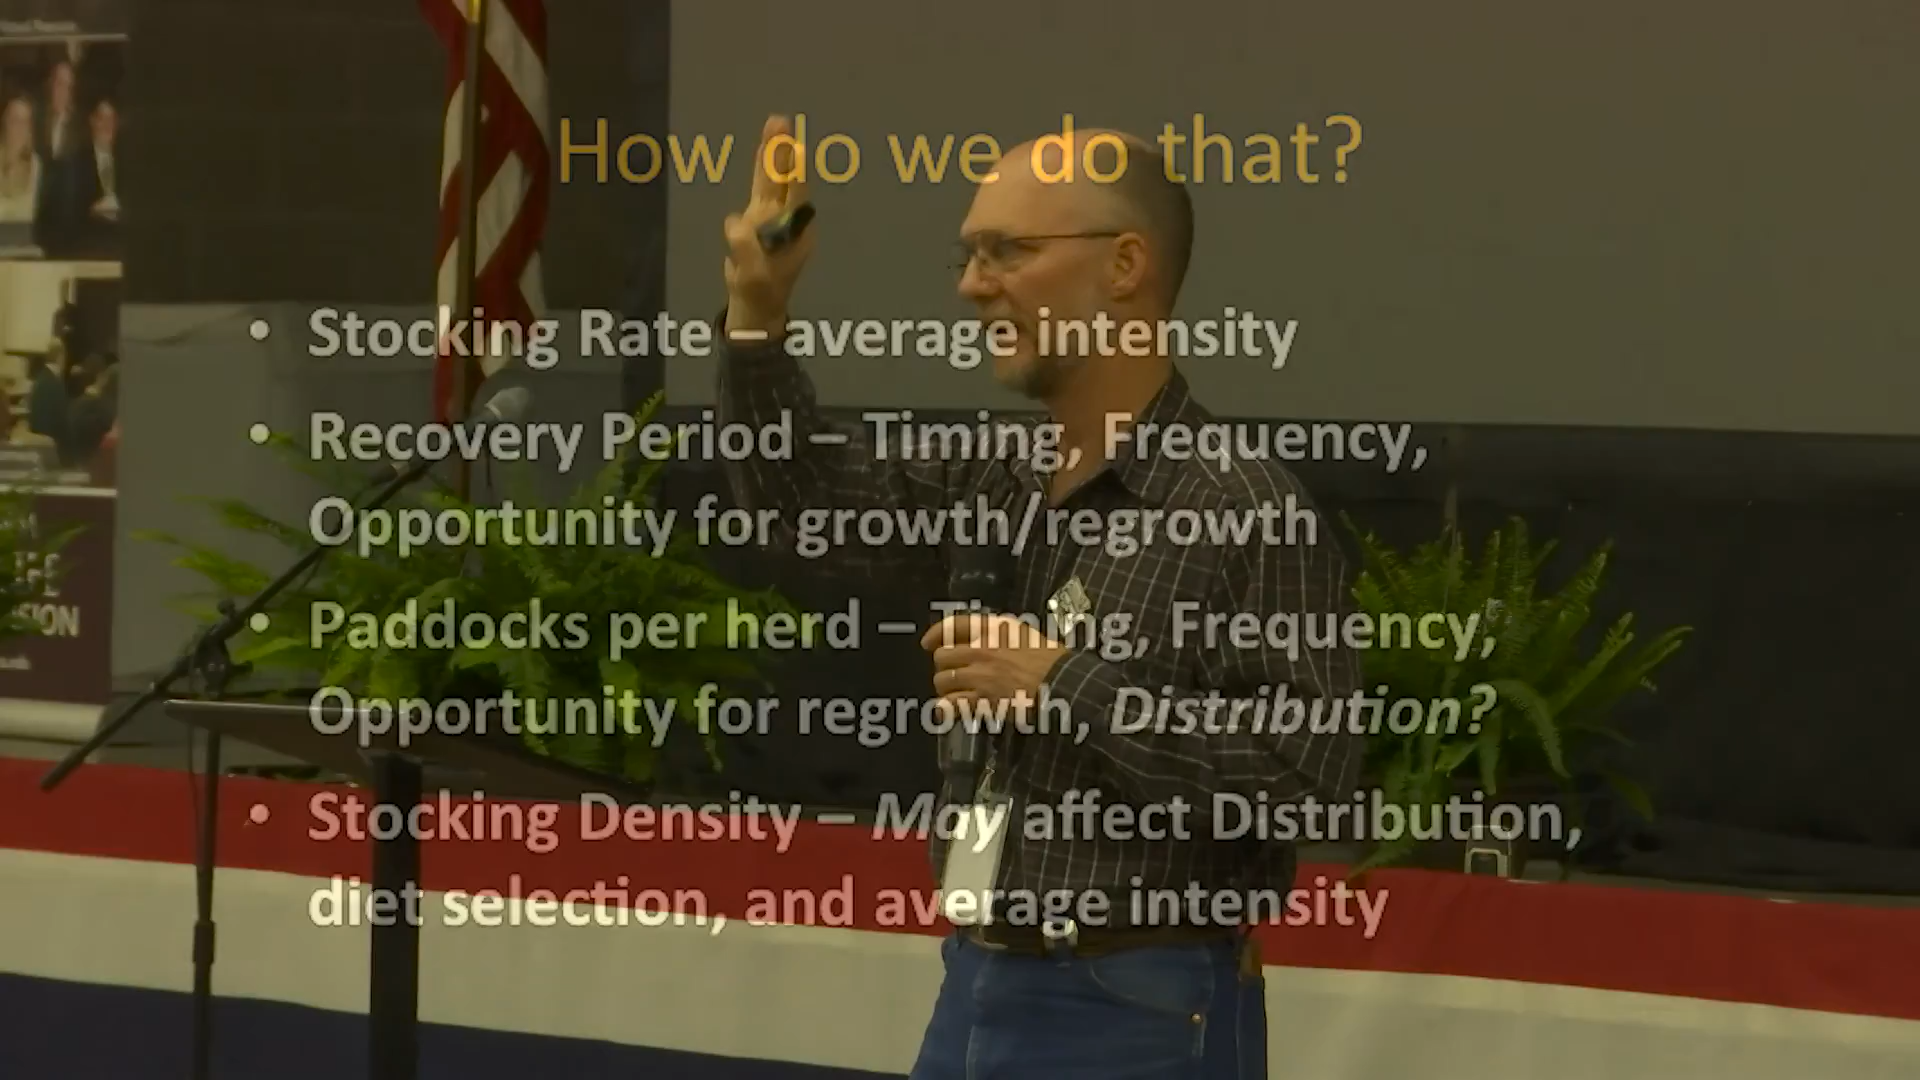 How do we do that?
• Stocking Rate – average intensity
• Recovery Period – Timing, Frequency,
Opportunity for growth/regrowth
• Paddocks per herd – Timing, Frequency,
Opportunity for regrowth, Distribution?
• Stocking Density – May affect Distribution,
diet selection, and average intensity